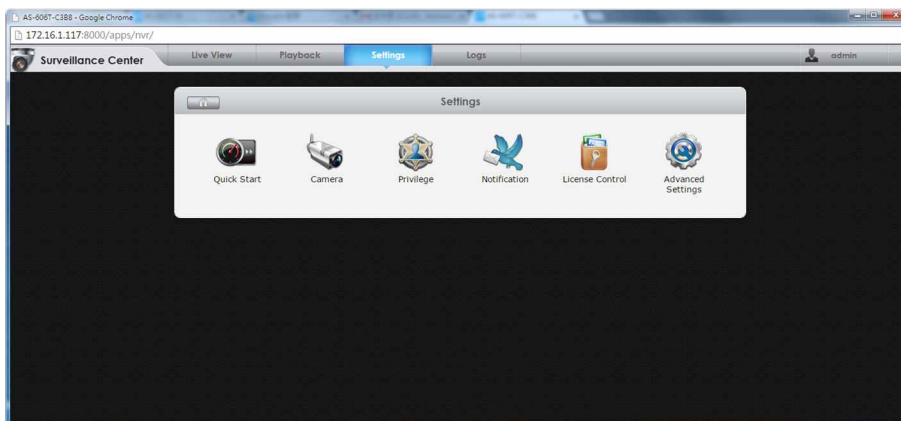 AS-606T-C3B8 - Google Chrome
172.16.1.117:8000/apps/nvr/
Surveillance Center
Live View
Playback
Settings
Logs
admin
Settings
Quick Start
Camera
Privilege
Notification
License Control
Advanced
Settings